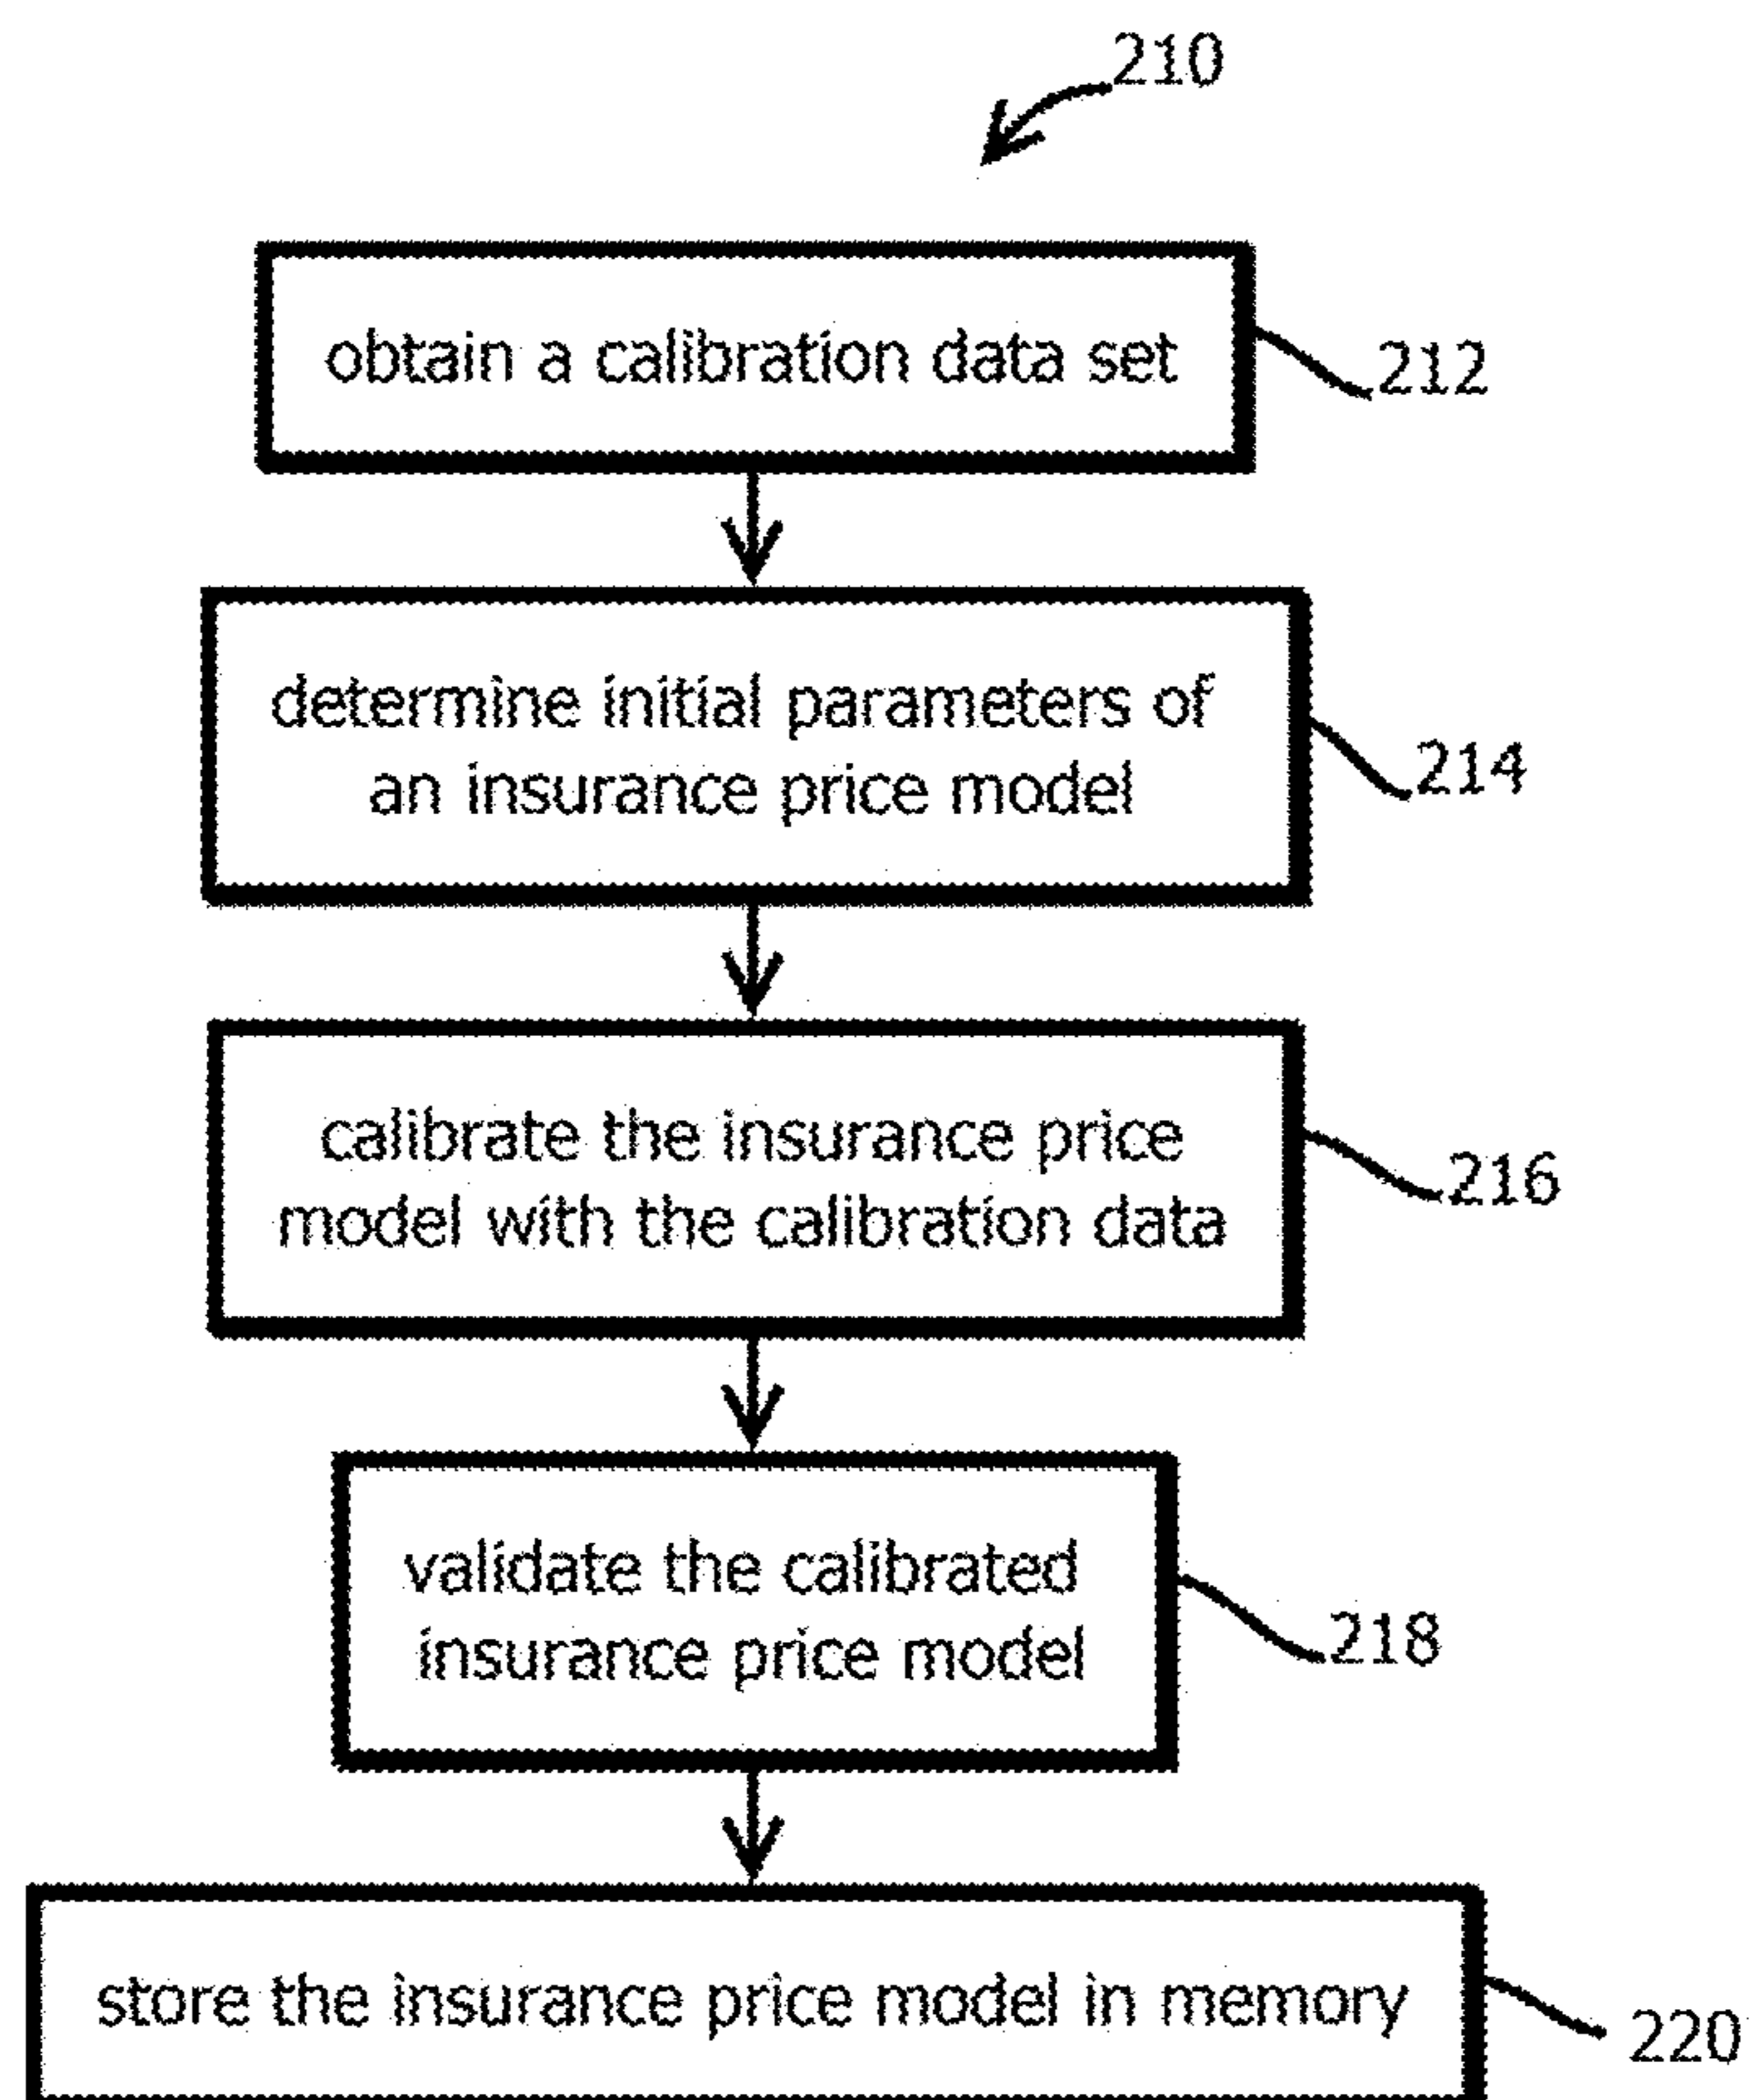 210
obtain a calibration data set
212
determine initial parameters of
an insurance price model
214
calibrate the insurance price
model with the calibration data
216
validate the calibrated
insurance price model
218
store the insurance price model in memory
220